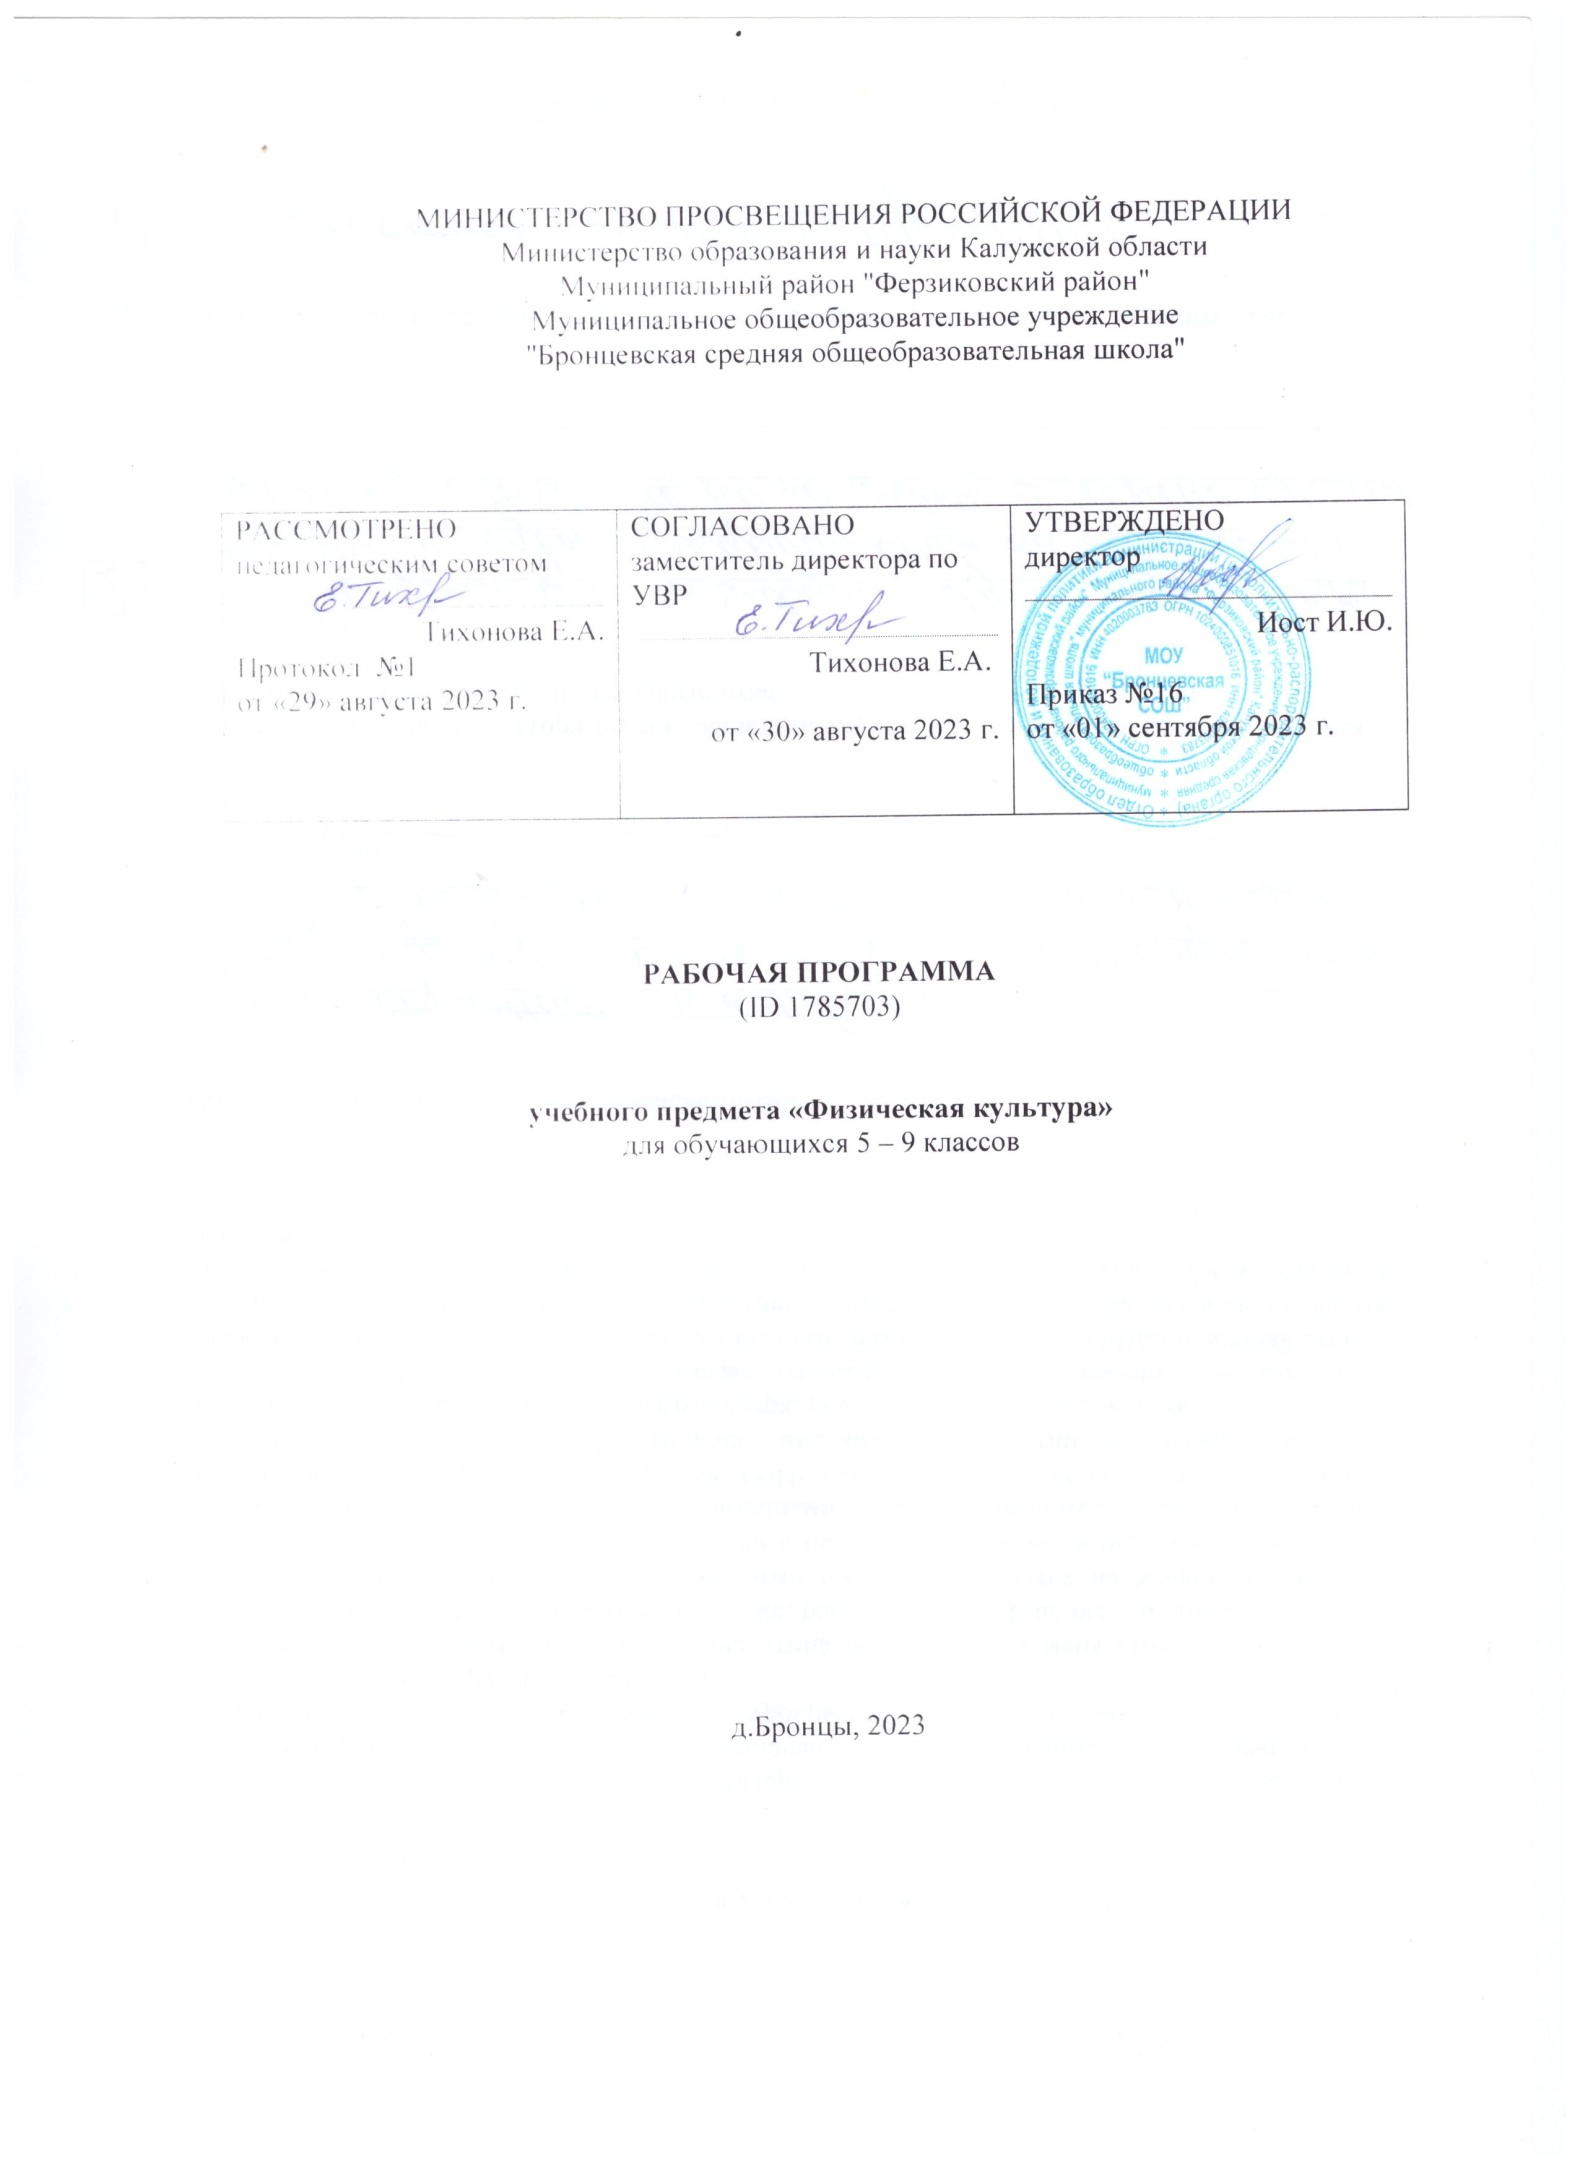 МИНИСТЕРСТВО ПРОСВЕЩЕНИЯ РОССИЙСКОЙ ФЕДЕРАЦИИ
Министерство образования и науки Калужской области
Муниципальный район "Ферзиковский район"
Муниципальное общеобразовательное учреждение
"Бронцевская средняя общеобразовательная школа"
РАССМОТРЕНО
педагогическим советом
Е.Тихр
Тихонова Е.А.
Протокол №1
от «29» августа 2023 г.
СОГЛАСОВАНО
заместитель директора по
УВР
Е.Тихр
Тихонова Е.А.
от «30» августа 2023 г.
УТВЕРЖДЕНО
директор
Иост И.Ю.
Приказ №16
от «01» сентября 2023 г.
МОУ
"Бронцевская
СОШ"
РАБОЧАЯ ПРОГРАММА
(ID 1785703)
учебного предмета «Физическая культура»
для обучающихся 5 – 9 классов
д.Бронцы, 2023